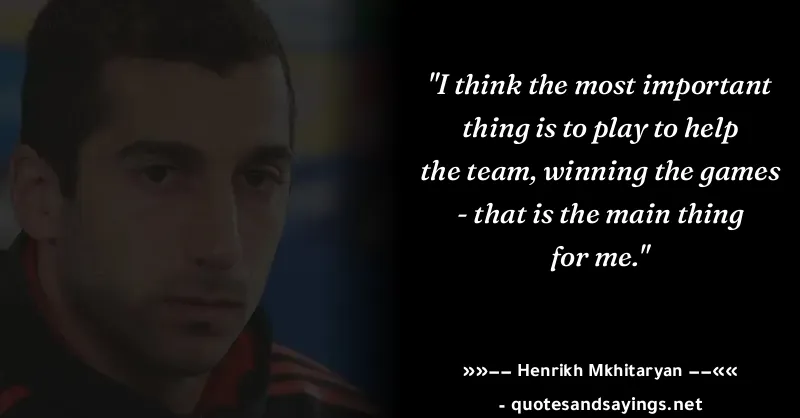 "I think the most important
thing is to play to help
the team, winning the games
- that is the main thing
for me."
»»–– Henrikh Mkhitaryan ––««
- quotesandsayings.net